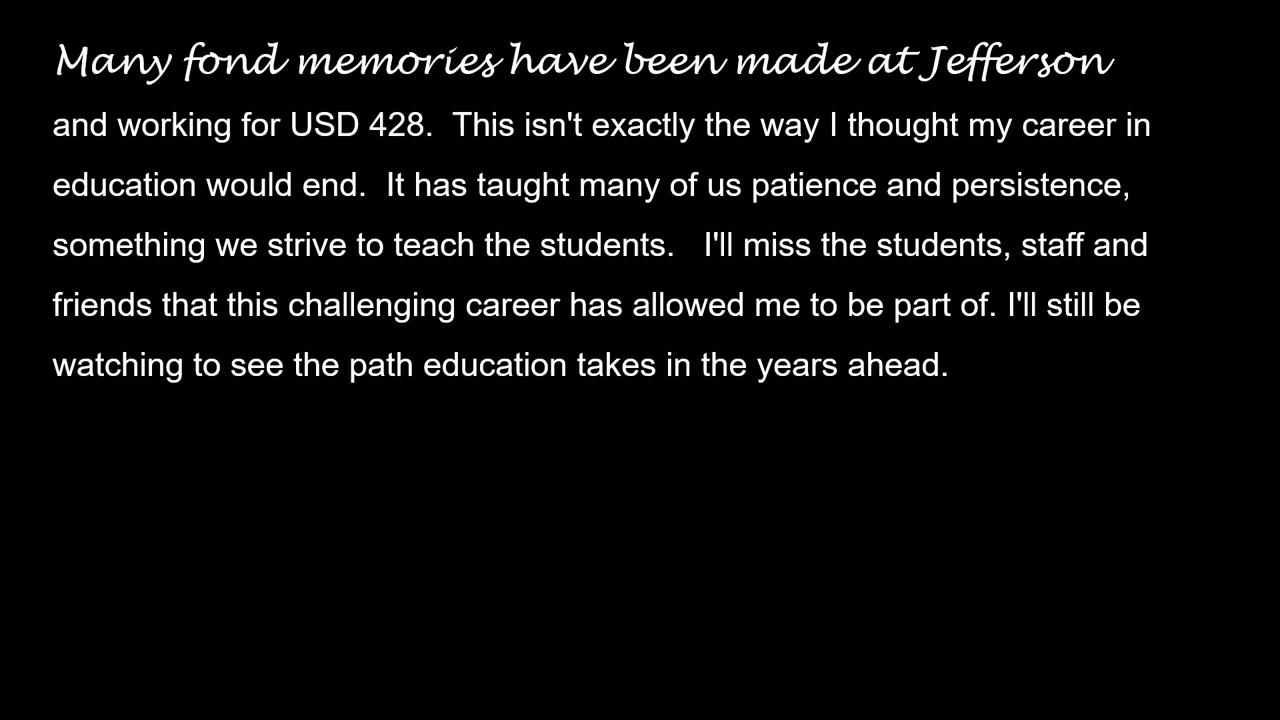 Many fond memories have been made at Jefferson
and working for USD 428.  This isn't exactly the way I thought my career in
education would end.  It has taught many of us patience and persistence,
something we strive to teach the students.   I'll miss the students, staff and
friends that this challenging career has allowed me to be part of. I'll still be
watching to see the path education takes in the years ahead.